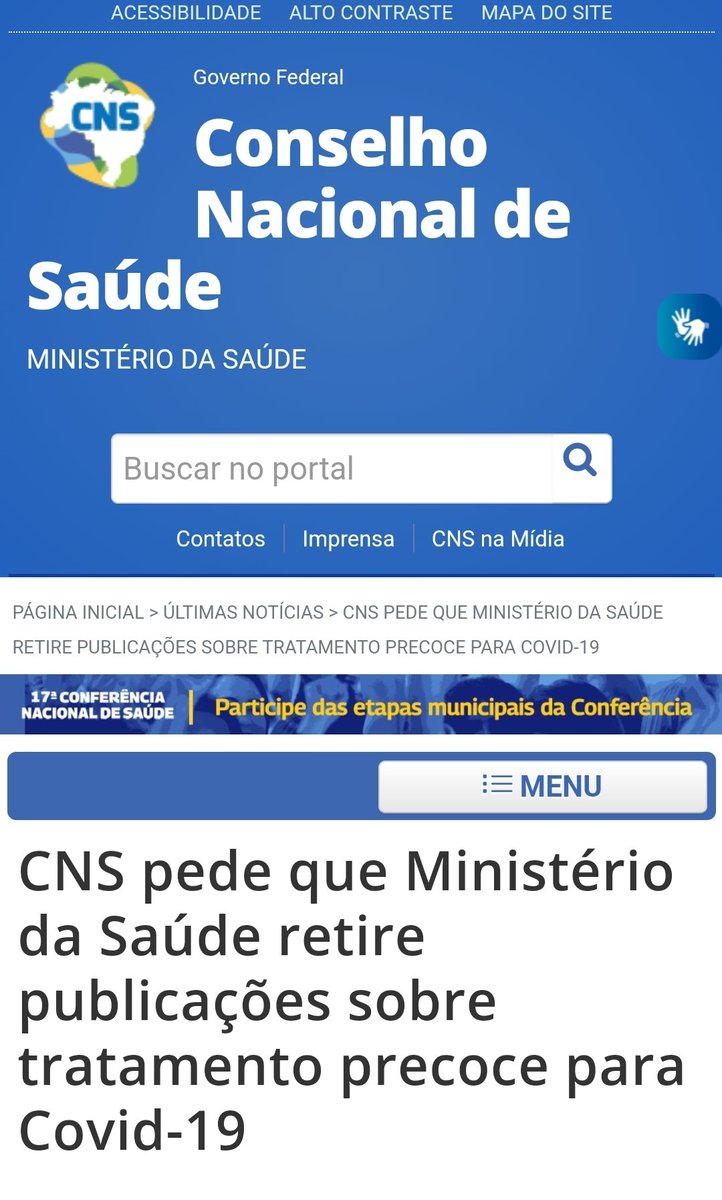 ACESSIBILIDADE ALTO CONTRASTE MAPA DO SITE
CNS
Governo Federal
Conselho
Nacional de
Saúde
MINISTÉRIO DA SAÚDE
Buscar no portal
Contatos Imprensa CNS na Mídia
PÁGINA INICIAL > ÚLTIMAS NOTÍCIAS > CNS PEDE QUE MINISTÉRIO DA SAÚDE
RETIRE PUBLICAÇÕES SOBRE TRATAMENTO PRECOCE PARA COVID-19
17ª CONFERÊNCIA
NACIONAL DE SAÚDE
Participe das etapas municipais da Conferência
MENU
CNS pede que Ministério
da Saúde retire
publicações sobre
tratamento precoce para
Covid-19